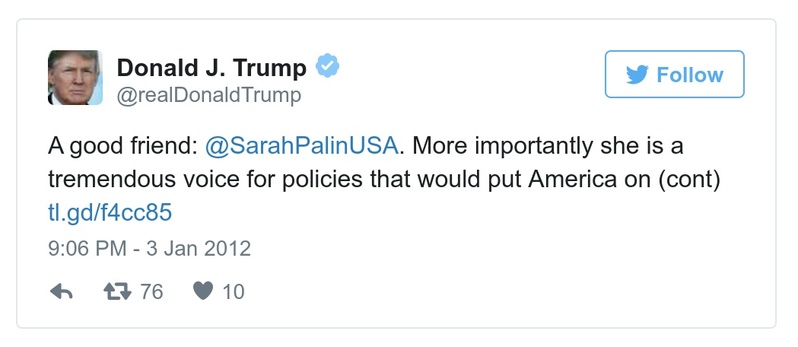 Donald J. Trump
@realDonaldTrump
Follow
A good friend: @SarahPalinUSA. More importantly she is a
tremendous voice for policies that would put America on (cont)
tl.gd/f4cc85
9:06 PM - 3 Jan 2012
76 10